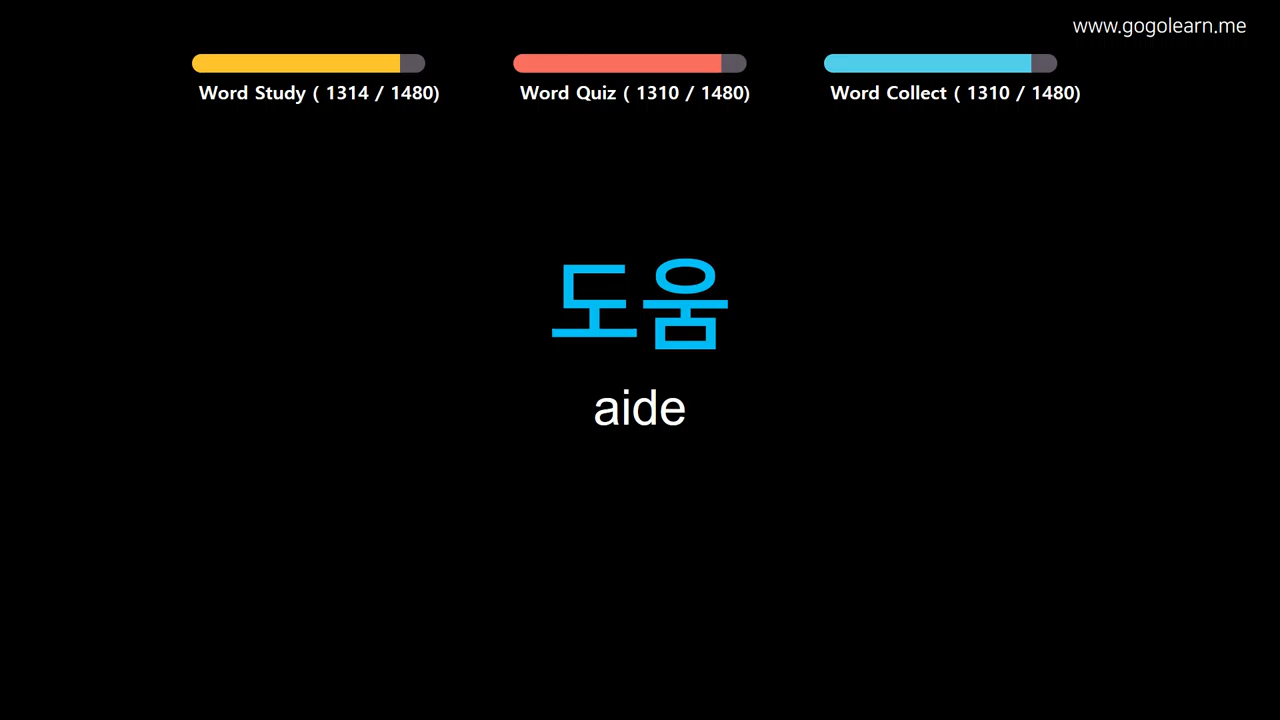 www.gogolearn.me
Word Study ( 1314 / 1480)
Word Quiz ( 1310 / 1480)
Word Collect ( 1310 / 1480)
도움
aide